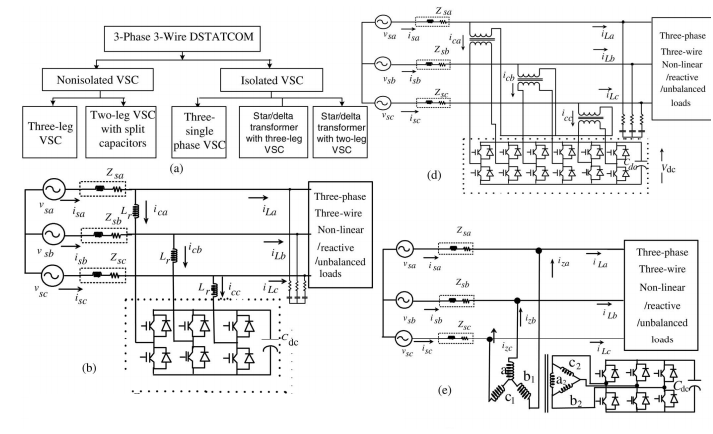 3-Phase 3-Wire DSTATCOM
Nonisolated VSC
Isolated VSC
Three-leg
VSC
Two-leg VSC
with split
capacitors
Three-
single
phase VSC
Star/delta
transformer
with three-leg
VSC
Star/delta
transformer
with two-leg
VSC
(a)
Z_sa
v_sa
i_sa
L_r
i_ca
i_La
Z_sb
v_sb
i_sb
L_r
i_cb
i_Lb
Z_sc
v_sc
i_sc
L_r
i_cc
i_Lc
Three-phase
Three-wire
Non-linear
/reactive
/unbalanced
loads
C_dc
(b)
Z_sa
v_sa
i_sa
i_ca
i_La
Z_sb
v_sb
i_sb
i_cb
i_Lb
Z_sc
v_sc
i_sc
i_cc
i_Lc
Three-phase
Three-wire
Non-linear
/reactive
/unbalanced
loads
C_dc
V_dc
(d)
Z_sa
v_sa
i_sa
i_za
i_La
Z_sb
v_sb
i_sb
i_zb
i_Lb
Z_sc
v_sc
i_sc
i_zc
i_Lc
Three-phase
Three-wire
Non-linear
/reactive
/unbalanced
loads
a
b_1
c_1
c_2
a_2
b_2
C_dc
(e)